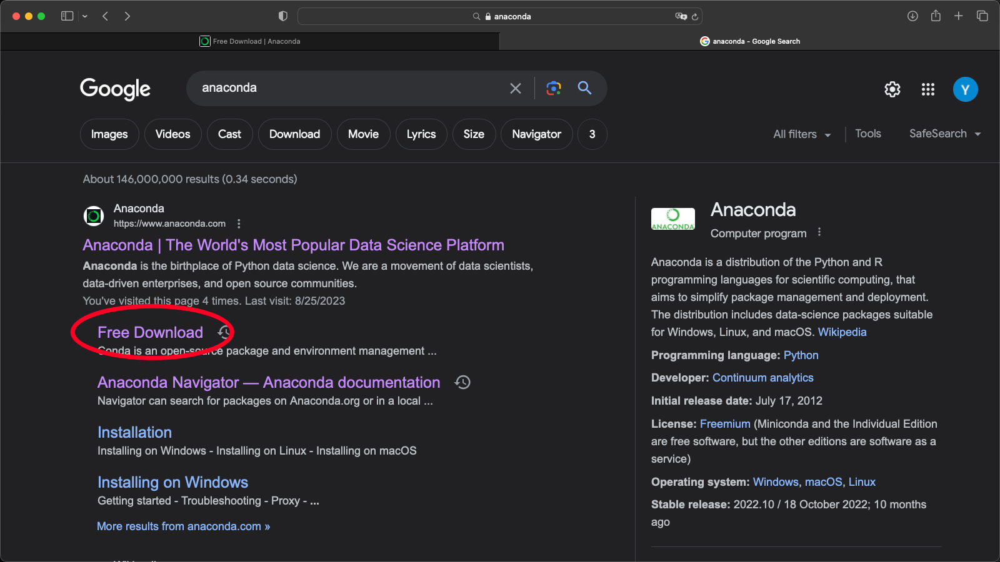 anaconda
Free Download | Anaconda
anaconda - Google Search
Google
anaconda
Y
Images
Videos
Cast
Download
Movie
Lyrics
Size
Navigator
3
All filters
Tools
SafeSearch
About 146,000,000 results (0.34 seconds)
Anaconda
https://www.anaconda.com
Anaconda | The World's Most Popular Data Science Platform
Anaconda is the birthplace of Python data science. We are a movement of data scientists,
data-driven enterprises, and open source communities.
You've visited this page 4 times. Last visit: 8/25/2023
Free Download
Conda is an open-source package and environment management ...
Anaconda Navigator — Anaconda documentation
Navigator can search for packages on Anaconda.org or in a local ...
Installation
Installing on Windows - Installing on Linux - Installing on macOS
Installing on Windows
Getting started - Troubleshooting - Proxy - ...
More results from anaconda.com »
ANACONDA
Anaconda
Computer program
Anaconda is a distribution of the Python and R
programming languages for scientific computing, that
aims to simplify package management and deployment.
The distribution includes data-science packages suitable
for Windows, Linux, and macOS. Wikipedia
Programming language: Python
Developer: Continuum analytics
Initial release date: July 17, 2012
License: Freemium (Miniconda and the Individual Edition
are free software, but the other editions are software as a
service)
Operating system: Windows, macOS, Linux
Stable release: 2022.10 / 18 October 2022; 10 months
ago